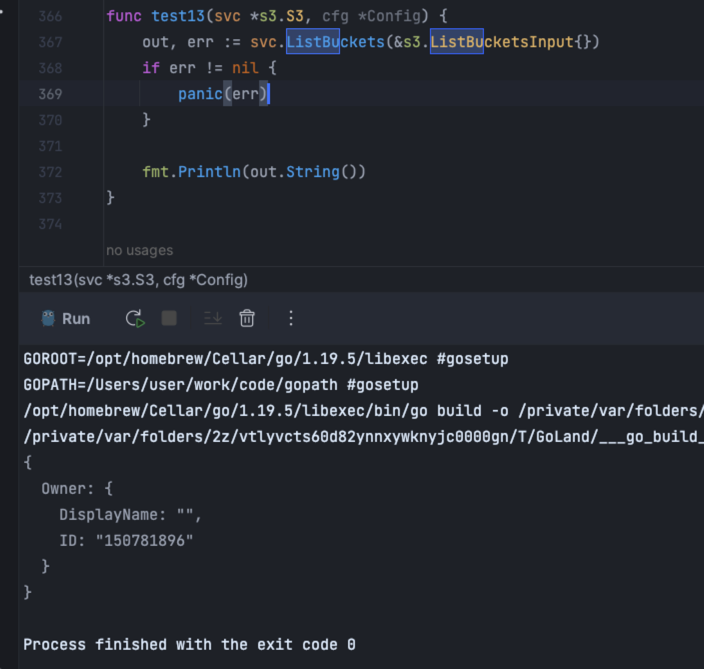 366 func test13(svc *s3.S3, cfg *Config) {
367     out, err := svc.ListBuckets(&s3.ListBucketsInput{})
368     if err != nil {
369         panic(err)
370     }
371
372     fmt.Println(out.String())
373 }
374
no usages
test13(svc *s3.S3, cfg *Config)
Run
GOROOT=/opt/homebrew/Cellar/go/1.19.5/libexec #gosetup
GOPATH=/Users/user/work/code/gopath #gosetup
/opt/homebrew/Cellar/go/1.19.5/libexec/bin/go build -o /private/var/folders/
/private/var/folders/2z/vtlyvcts60d82ynnxywknyjc0000gn/T/GoLand/___go_build_
{
  Owner: {
    DisplayName: "",
    ID: "150781896"
  }
}
Process finished with the exit code 0